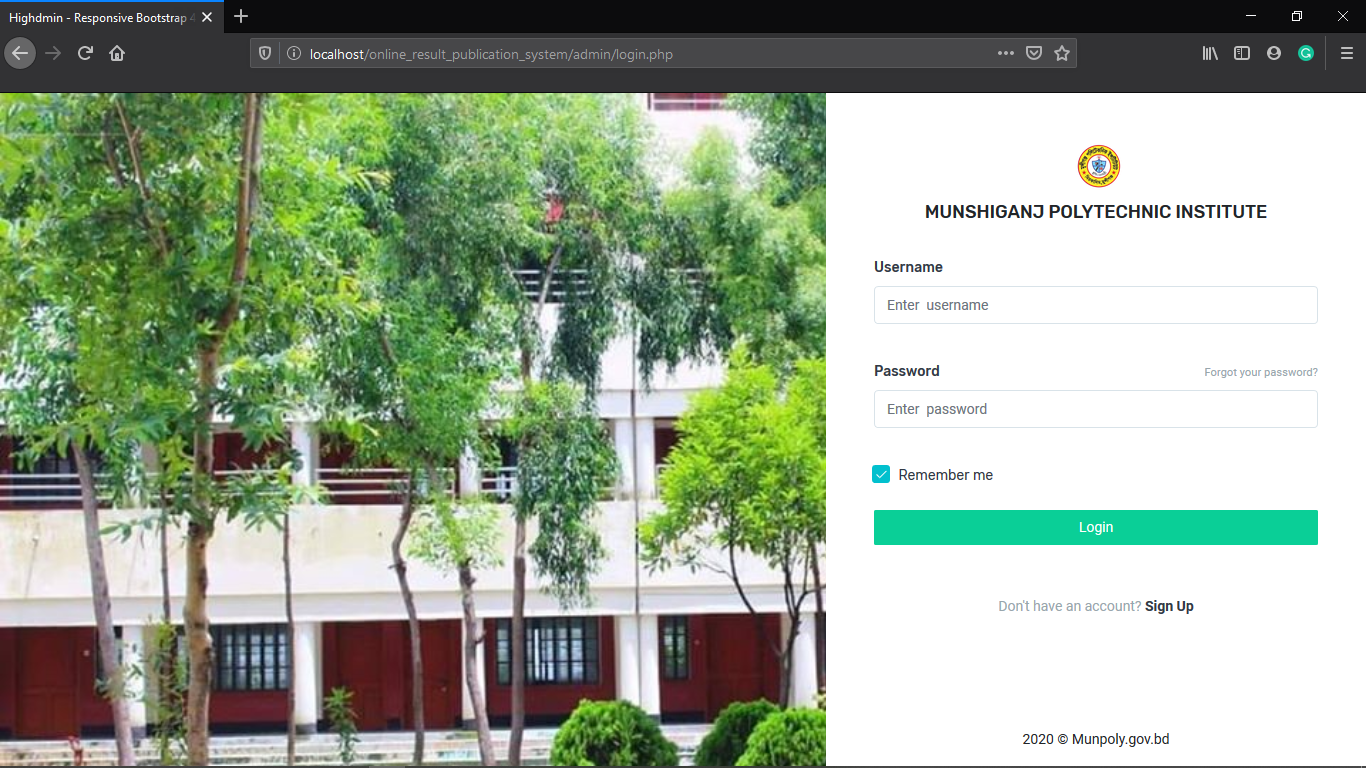 Highdmin - Responsive Bootstrap 4
localhost/online_result_publication_system/admin/login.php
MUNSHIGANJ POLYTECHNIC INSTITUTE
Username
Enter username
Password
Forgot your password?
Enter password
Remember me
Login
Don't have an account? Sign Up
2020 © Munpoly.gov.bd